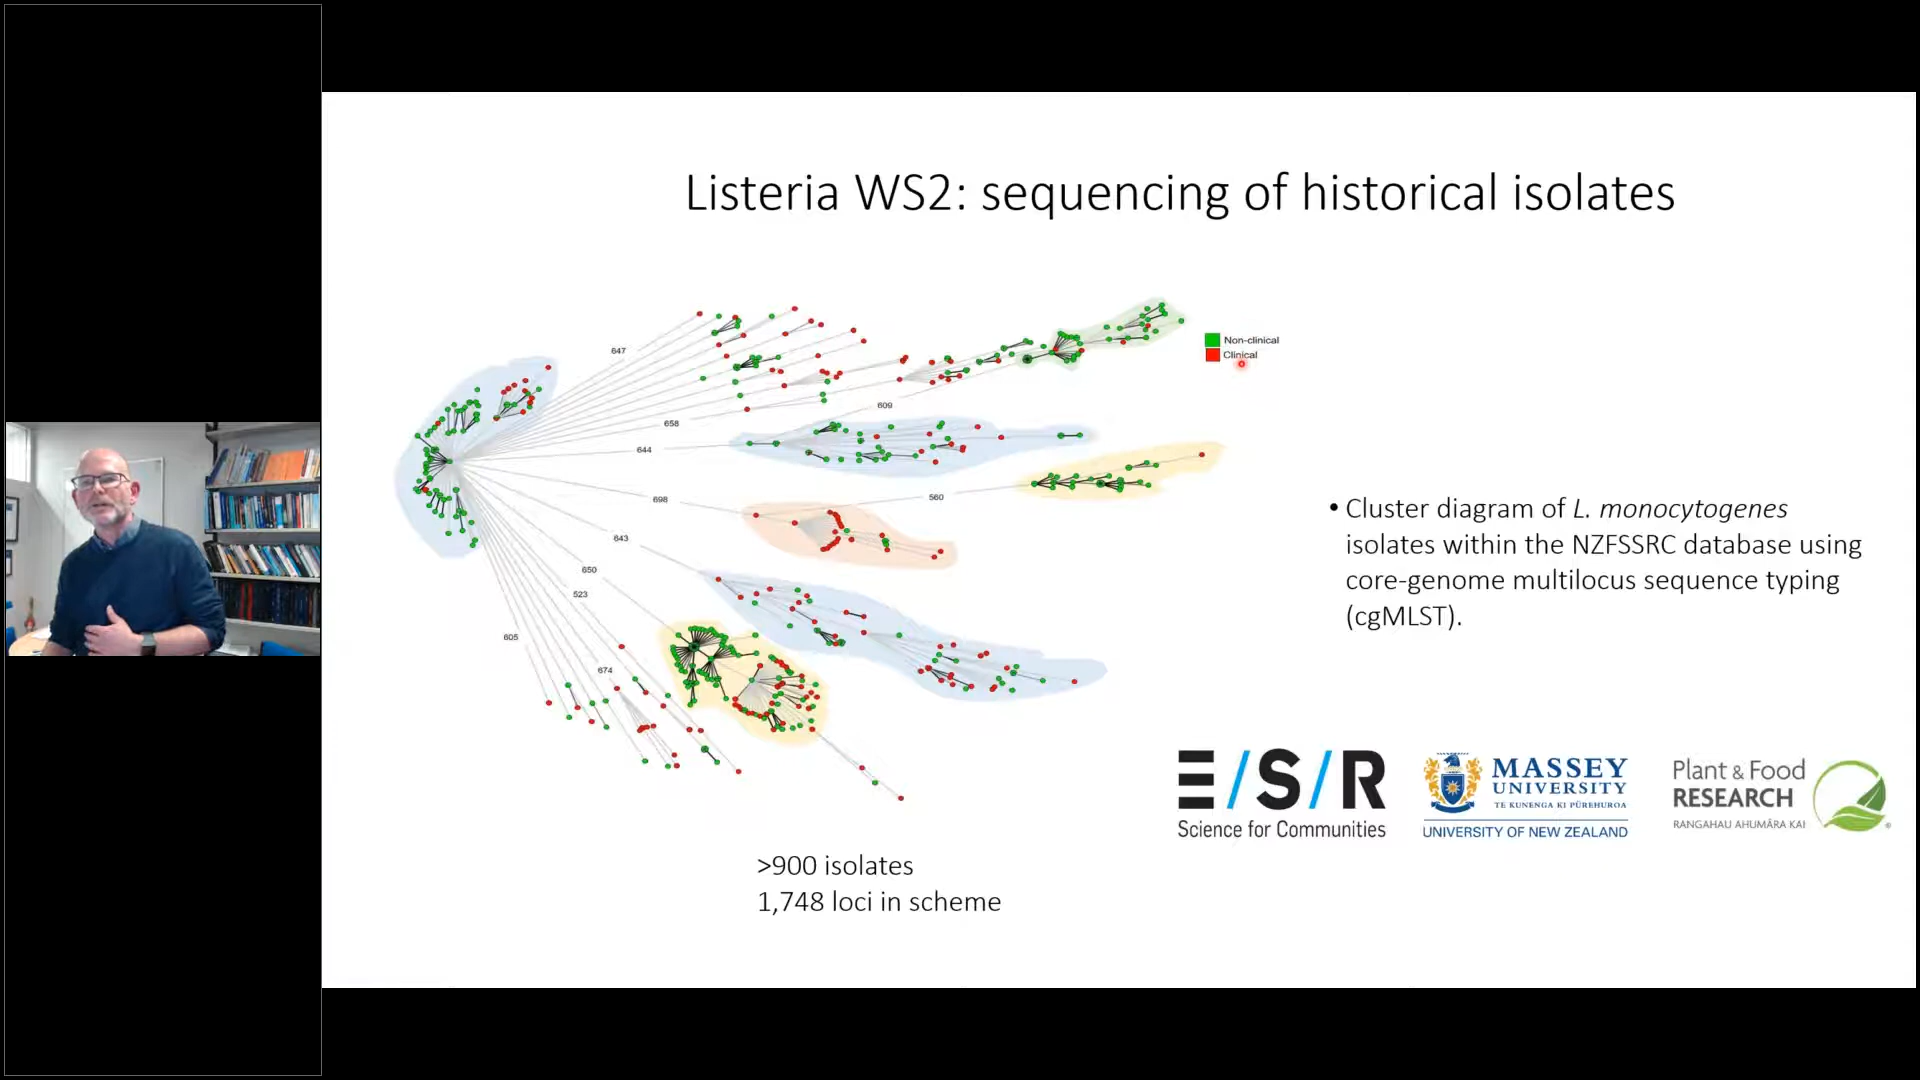 Listeria WS2: sequencing of historical isolates
647
658
644
698
643
650
523
605
674
609
560
Non-clinical
Clinical
• Cluster diagram of L. monocytogenes
isolates within the NZFSSRC database using
core-genome multilocus sequence typing
(cgMLST).
E/S/R
Science for Communities
MASSEY
UNIVERSITY
TE KUNENGA KI PŪREHUROA
UNIVERSITY OF NEW ZEALAND
Plant & Food
RESEARCH
RANGAHAU AHUMĀRA KAI
>900 isolates
1,748 loci in scheme